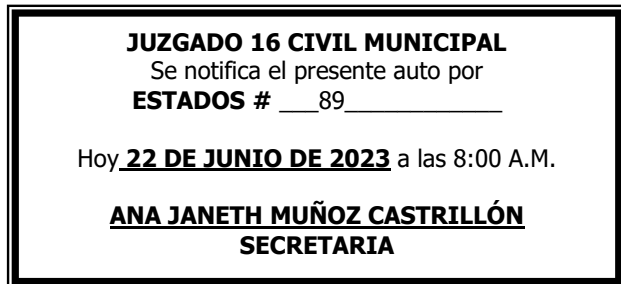 JUZGADO 16 CIVIL MUNICIPAL
Se notifica el presente auto por
ESTADOS # ___89____________
Hoy 22 DE JUNIO DE 2023 a las 8:00 A.M.
ANA JANETH MUÑOZ CASTRILLÓN
SECRETARIA